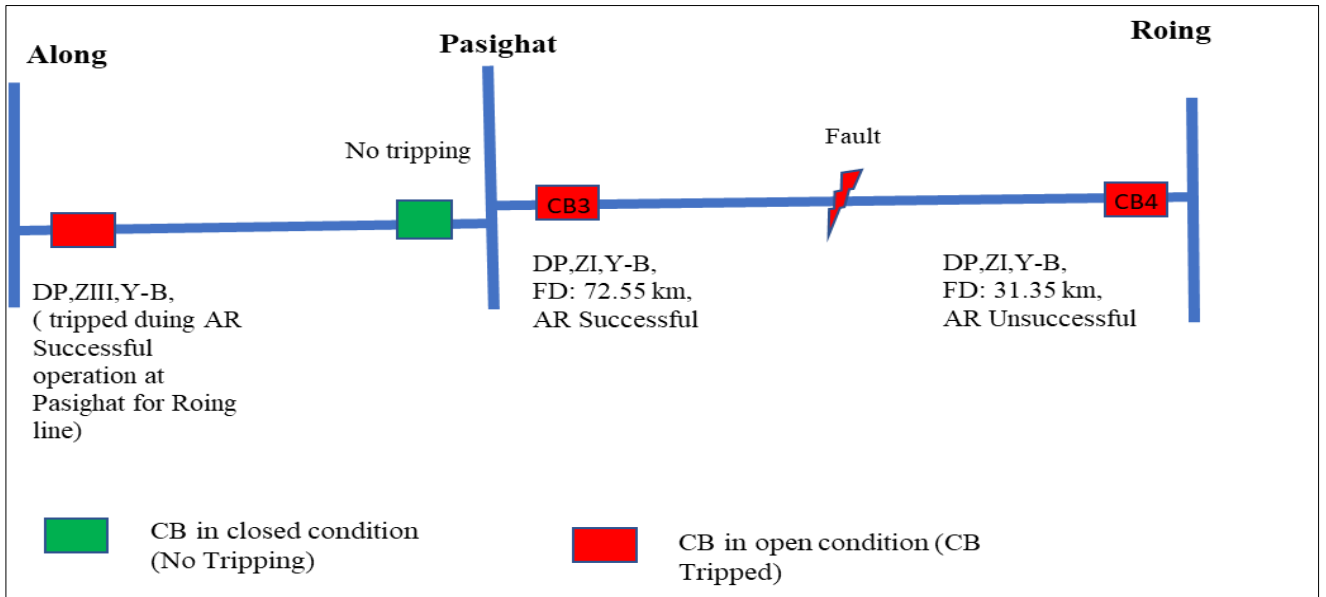 Along
Pasighat
Roing
No tripping
Fault
CB3
CB4
DP,ZIII,Y-B,
( tripped duing AR
Successful
operation at
Pasighat for Roing
line)
DP,ZI,Y-B,
FD: 72.55 km,
AR Successful
DP,ZI,Y-B,
FD: 31.35 km,
AR Unsuccessful
CB in closed condition
(No Tripping)
CB in open condition (CB
Tripped)